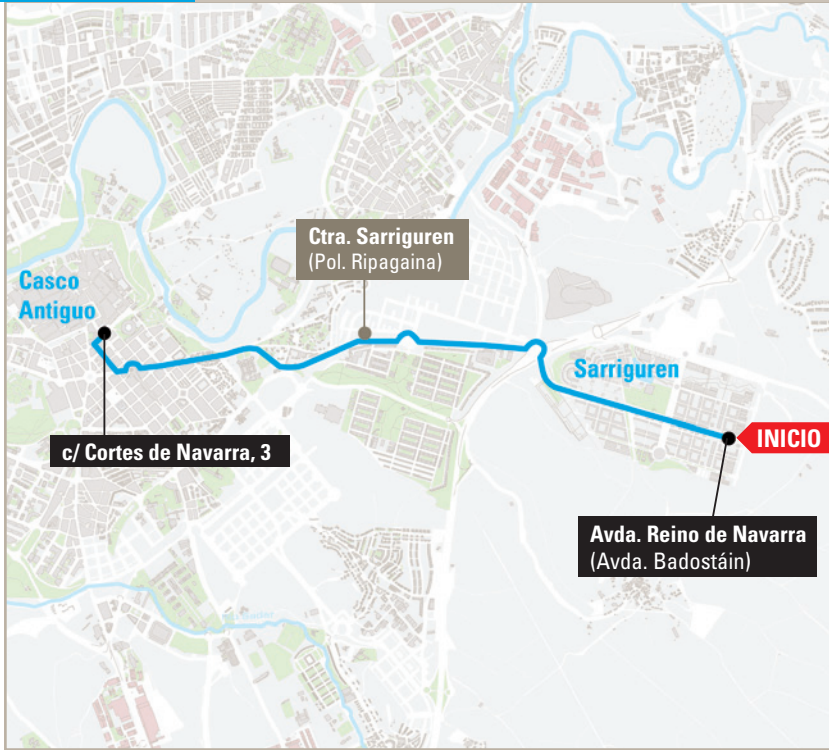 Ctra. Sarriguren
(Pol. Ripagaina)
Casco
Antiguo
Sarriguren
INICIO
c/ Cortes de Navarra, 3
Avda. Reino de Navarra
(Avda. Badostáin)